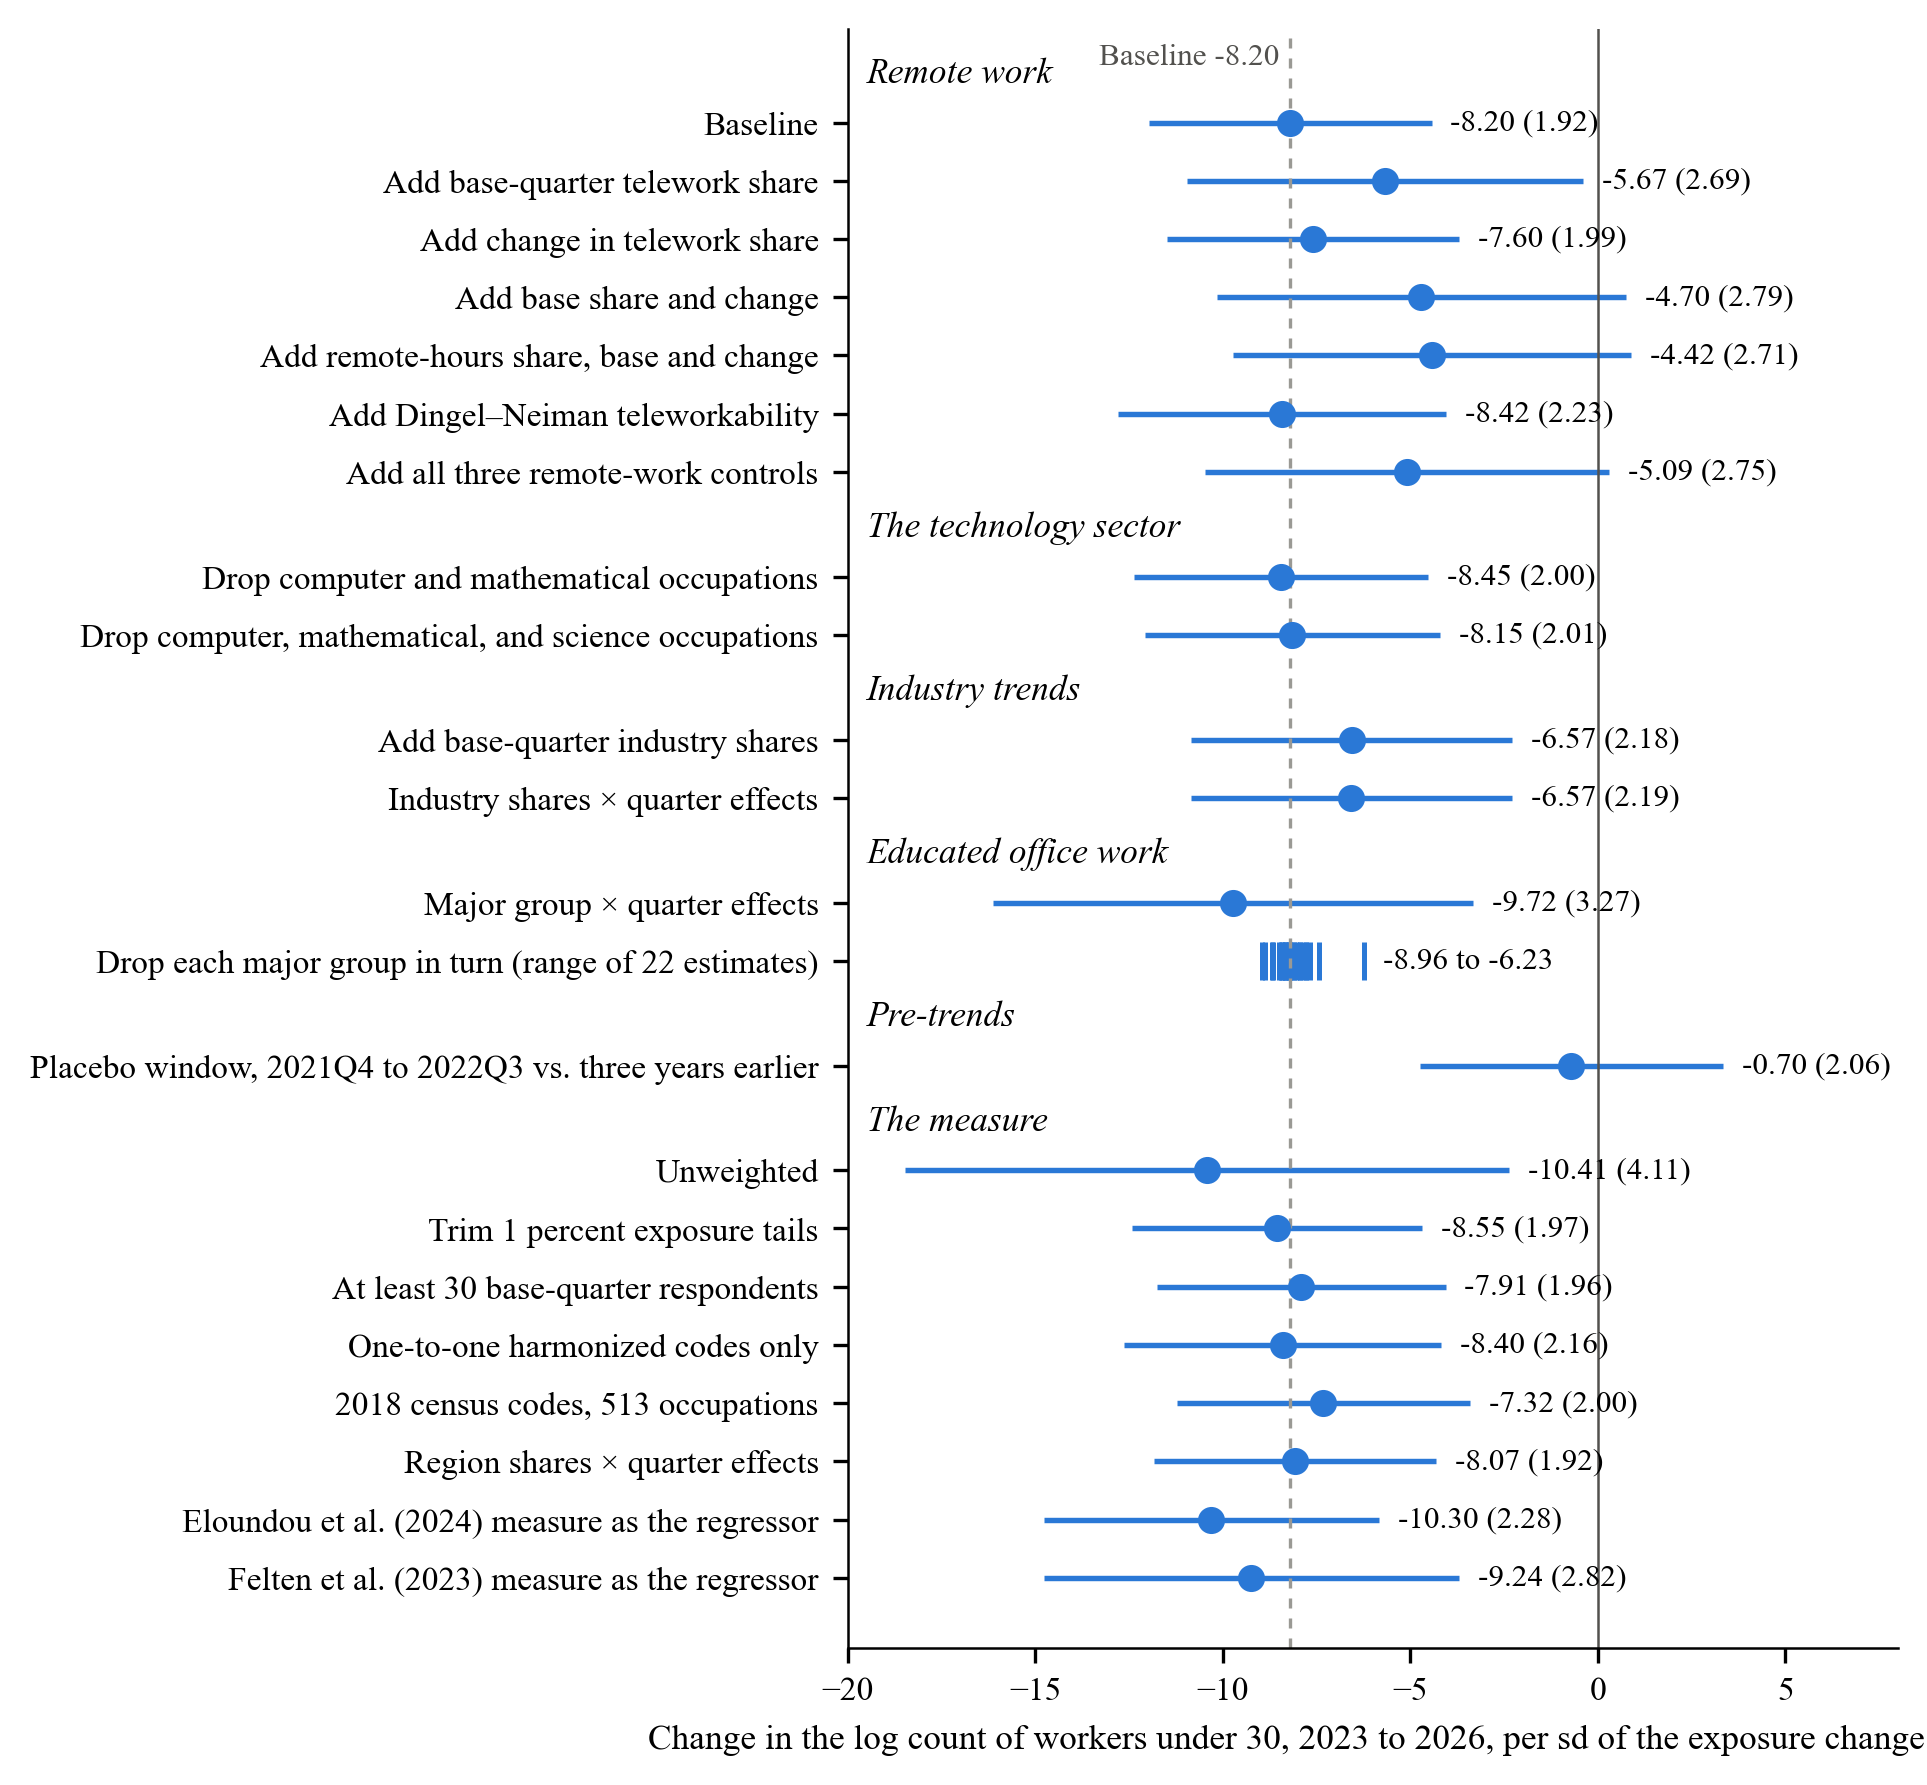 Baseline -8.20
Remote work
Baseline -8.20 (1.92)
Add base-quarter telework share -5.67 (2.69)
Add change in telework share -7.60 (1.99)
Add base share and change -4.70 (2.79)
Add remote-hours share, base and change -4.42 (2.71)
Add Dingel–Neiman teleworkability -8.42 (2.23)
Add all three remote-work controls -5.09 (2.75)
The technology sector
Drop computer and mathematical occupations -8.45 (2.00)
Drop computer, mathematical, and science occupations -8.15 (2.01)
Industry trends
Add base-quarter industry shares -6.57 (2.18)
Industry shares × quarter effects -6.57 (2.19)
Educated office work
Major group × quarter effects -9.72 (3.27)
Drop each major group in turn (range of 22 estimates) -8.96 to -6.23
Pre-trends
Placebo window, 2021Q4 to 2022Q3 vs. three years earlier -0.70 (2.06)
The measure
Unweighted -10.41 (4.11)
Trim 1 percent exposure tails -8.55 (1.97)
At least 30 base-quarter respondents -7.91 (1.96)
One-to-one harmonized codes only -8.40 (2.16)
2018 census codes, 513 occupations -7.32 (2.00)
Region shares × quarter effects -8.07 (1.92)
Eloundou et al. (2024) measure as the regressor -10.30 (2.28)
Felten et al. (2023) measure as the regressor -9.24 (2.82)
−20 −15 −10 −5 0 5
Change in the log count of workers under 30, 2023 to 2026, per sd of the exposure change